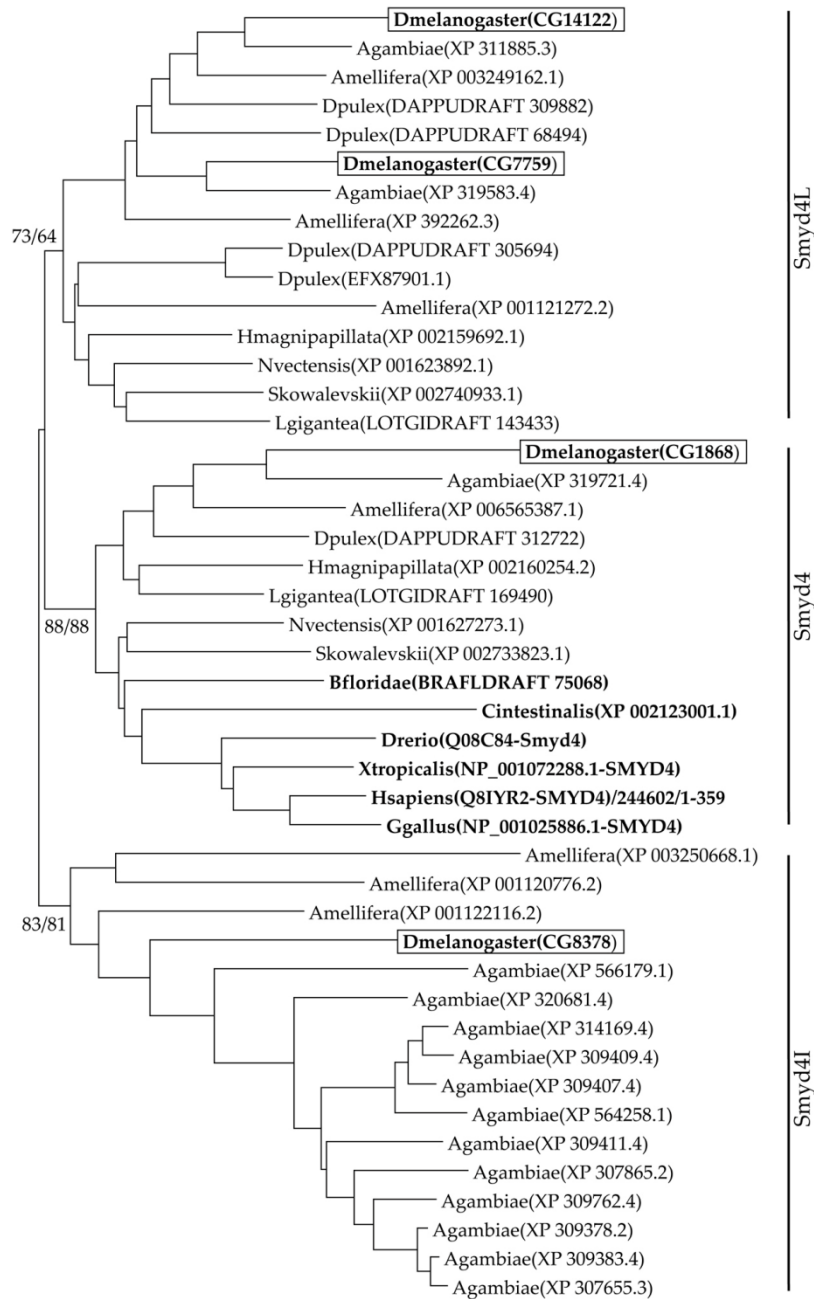 Dmelanogaster(CG14122)
Agambiae(XP 311885.3)
Amellifera(XP 003249162.1)
Dpulex(DAPPUDRAFT 309882)
Dpulex(DAPPUDRAFT 68494)
Dmelanogaster(CG7759)
Agambiae(XP 319583.4)
Amellifera(XP 392262.3)
73/64
Dpulex(DAPPUDRAFT 305694)
Dpulex(EFX87901.1)
Amellifera(XP 001121272.2)
Hmagnipapillata(XP 002159692.1)
Nvectensis(XP 001623892.1)
Skowalevskii(XP 002740933.1)
Lgigantea(LOTGIDRAFT 143433)
Smyd4L
Dmelanogaster(CG1868)
Agambiae(XP 319721.4)
Amellifera(XP 006565387.1)
Dpulex(DAPPUDRAFT 312722)
Hmagnipapillata(XP 002160254.2)
Lgigantea(LOTGIDRAFT 169490)
88/88
Nvectensis(XP 001627273.1)
Skowalevskii(XP 002733823.1)
Bfloridae(BRAFLDRAFT 75068)
Cintestinalis(XP 002123001.1)
Drerio(Q08C84-Smyd4)
Xtropicalis(NP_001072288.1-SMYD4)
Hsapiens(Q8IYR2-SMYD4)/244602/1-359
Ggallus(NP_001025886.1-SMYD4)
Smyd4
Amellifera(XP 003250668.1)
Amellifera(XP 001120776.2)
Amellifera(XP 001122116.2)
83/81
Dmelanogaster(CG8378)
Agambiae(XP 566179.1)
Agambiae(XP 320681.4)
Agambiae(XP 314169.4)
Agambiae(XP 309409.4)
Agambiae(XP 309407.4)
Agambiae(XP 564258.1)
Agambiae(XP 309411.4)
Agambiae(XP 307865.2)
Agambiae(XP 309762.4)
Agambiae(XP 309378.2)
Agambiae(XP 309383.4)
Agambiae(XP 307655.3)
Smyd4I